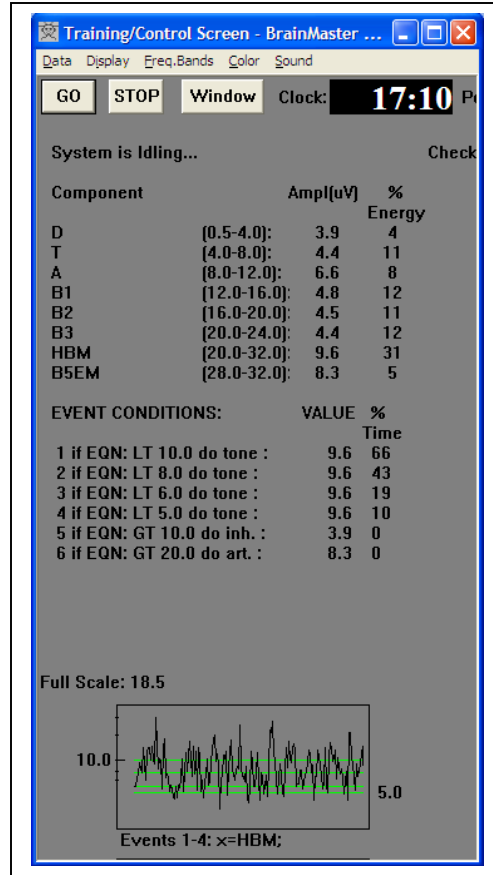 Training/Control Screen - BrainMaster ...
Data Display Freq.Bands Color Sound
GO STOP Window Clock: 17:10 Po
System is Idling... Check
Component Ampl(uV) %
Energy
D (0.5-4.0): 3.9 4
T (4.0-8.0): 4.4 11
A (8.0-12.0): 6.6 8
B1 (12.0-16.0): 4.8 12
B2 (16.0-20.0): 4.5 11
B3 (20.0-24.0): 4.4 12
HBM (20.0-32.0): 9.6 31
B5EM (28.0-32.0): 8.3 5
EVENT CONDITIONS: VALUE %
Time
1 if EQN: LT 10.0 do tone : 9.6 66
2 if EQN: LT 8.0 do tone : 9.6 43
3 if EQN: LT 6.0 do tone : 9.6 19
4 if EQN: LT 5.0 do tone : 9.6 10
5 if EQN: GT 10.0 do inh. : 3.9 0
6 if EQN: GT 20.0 do art. : 8.3 0
Full Scale: 18.5
10.0
5.0
Events 1-4: x=HBM;